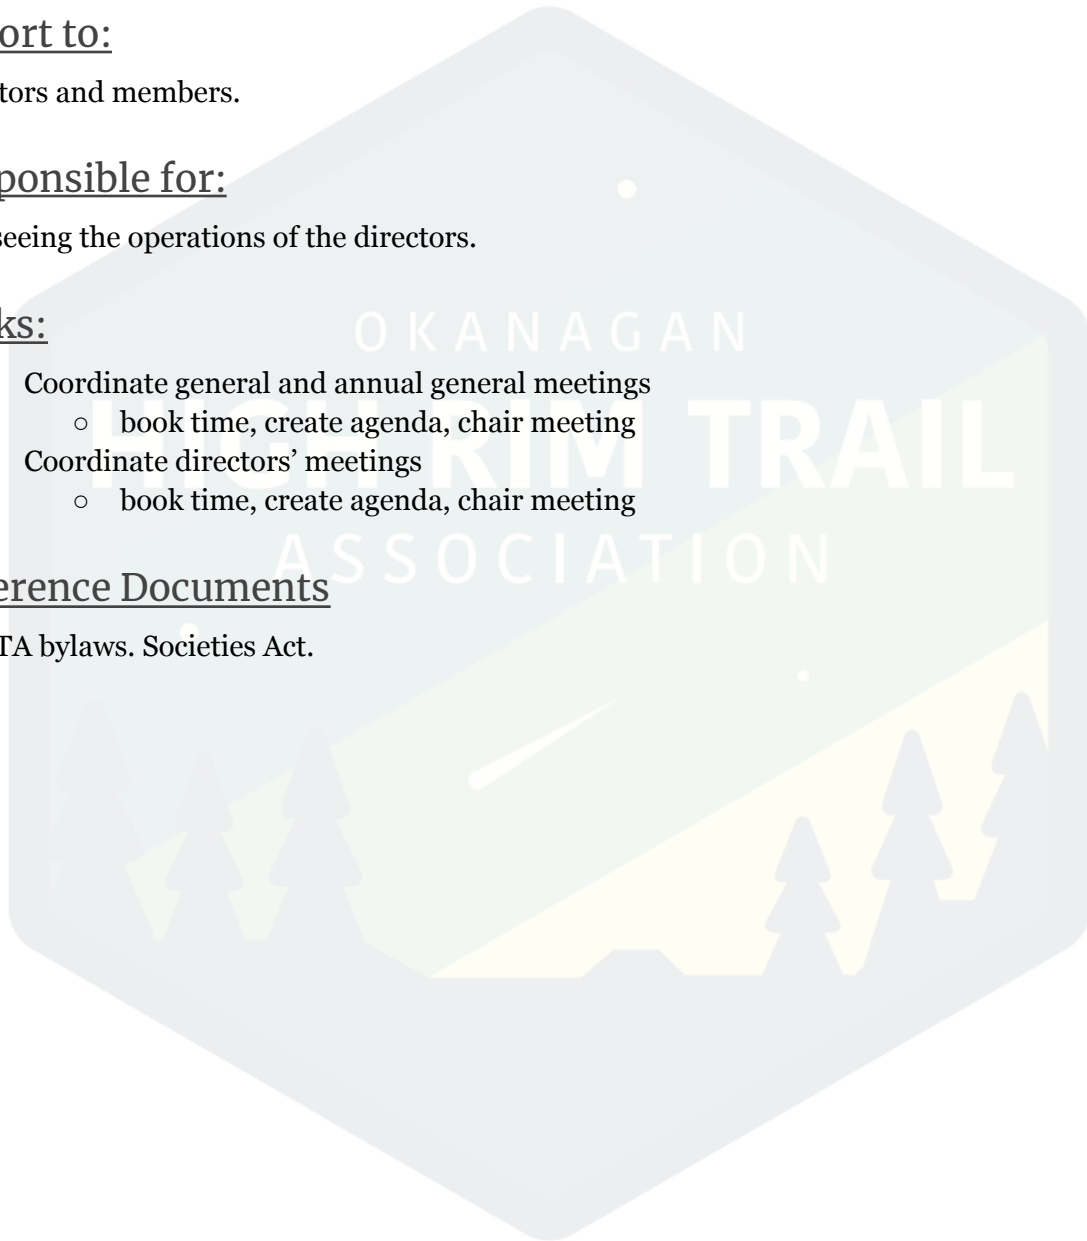 ort to:
tors and members.
ponsible for:
seeing the operations of the directors.
ks:
OKANAGAN
Coordinate general and annual general meetings
○ book time, create agenda, chair meeting
HIGH RIM TRAIL
Coordinate directors’ meetings
○ book time, create agenda, chair meeting
ASSOCIATION
erence Documents
TA bylaws. Societies Act.